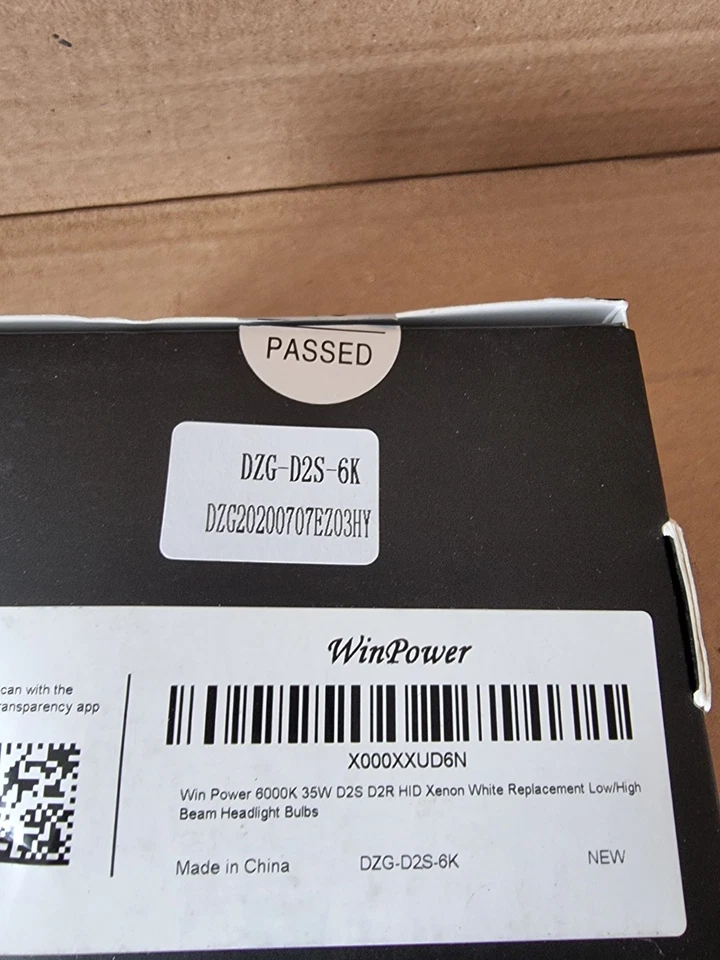 PASSED
DZG-D2S-6K
DZG20200707EZ03HY
WinPower
can with the
ransparency app
X000XXUD6N
Win Power 6000K 35W D2S D2R HID Xenon White Replacement Low/High
Beam Headlight Bulbs
Made in China DZG-D2S-6K NEW